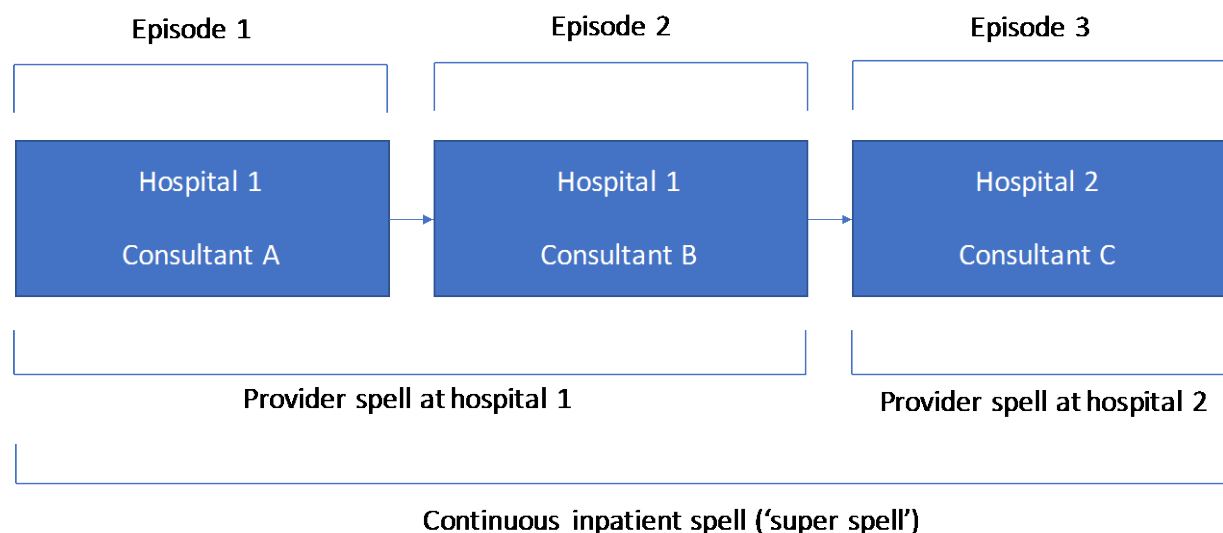 Episode 1
Episode 2
Episode 3
Hospital 1
Consultant A
Hospital 1
Consultant B
Hospital 2
Consultant C
Provider spell at hospital 1
Provider spell at hospital 2
Continuous inpatient spell (‘super spell’)